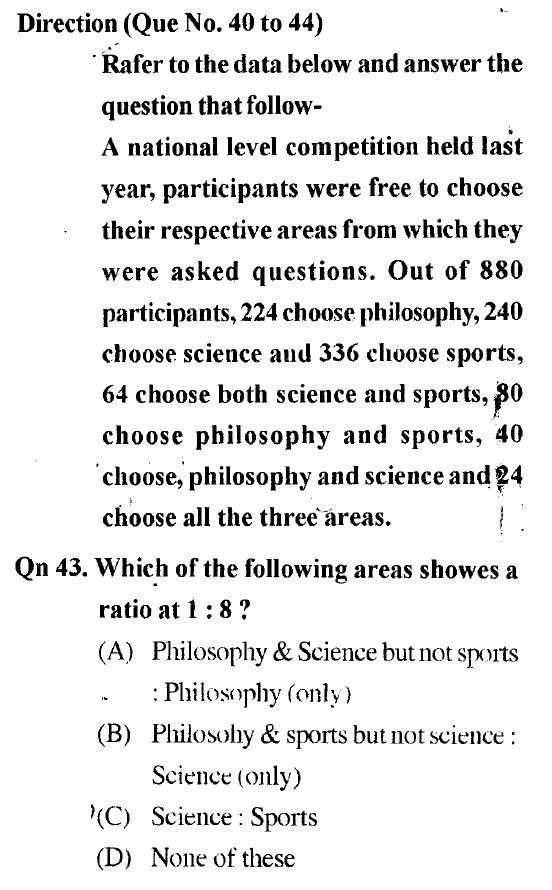 Direction (Que No. 40 to 44)
Rafer to the data below and answer the
question that follow-
A national level competition held last
year, participants were free to choose
their respective areas from which they
were asked questions. Out of 880
participants, 224 choose philosophy, 240
choose science and 336 choose sports,
64 choose both science and sports, 80
choose philosophy and sports, 40
choose, philosophy and science and 24
choose all the three areas.
Qn 43. Which of the following areas showes a
ratio at 1 : 8 ?
(A) Philosophy & Science but not sports
: Philosophy (only)
(B) Philosohy & sports but not science :
Science (only)
(C) Science : Sports
(D) None of these